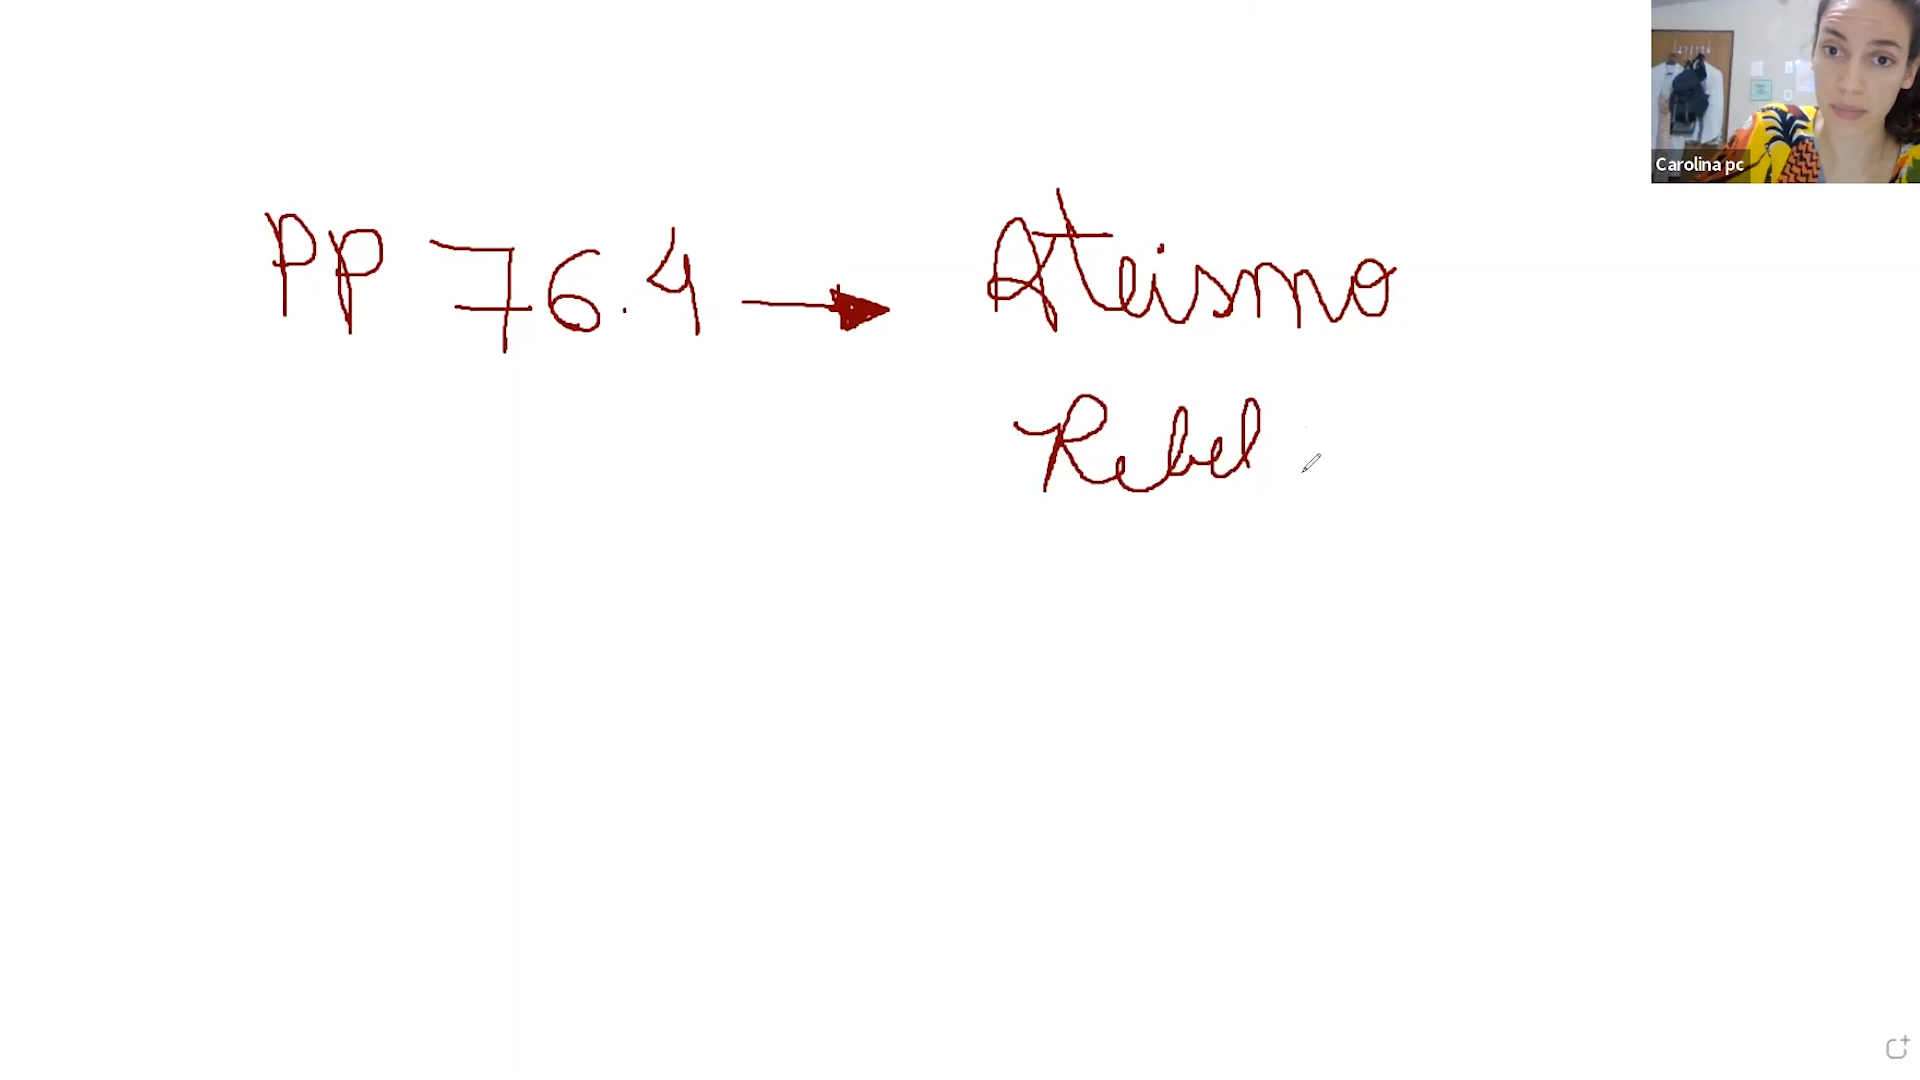 Carolina pc
PP 76.4 → Ateismo
Rebel